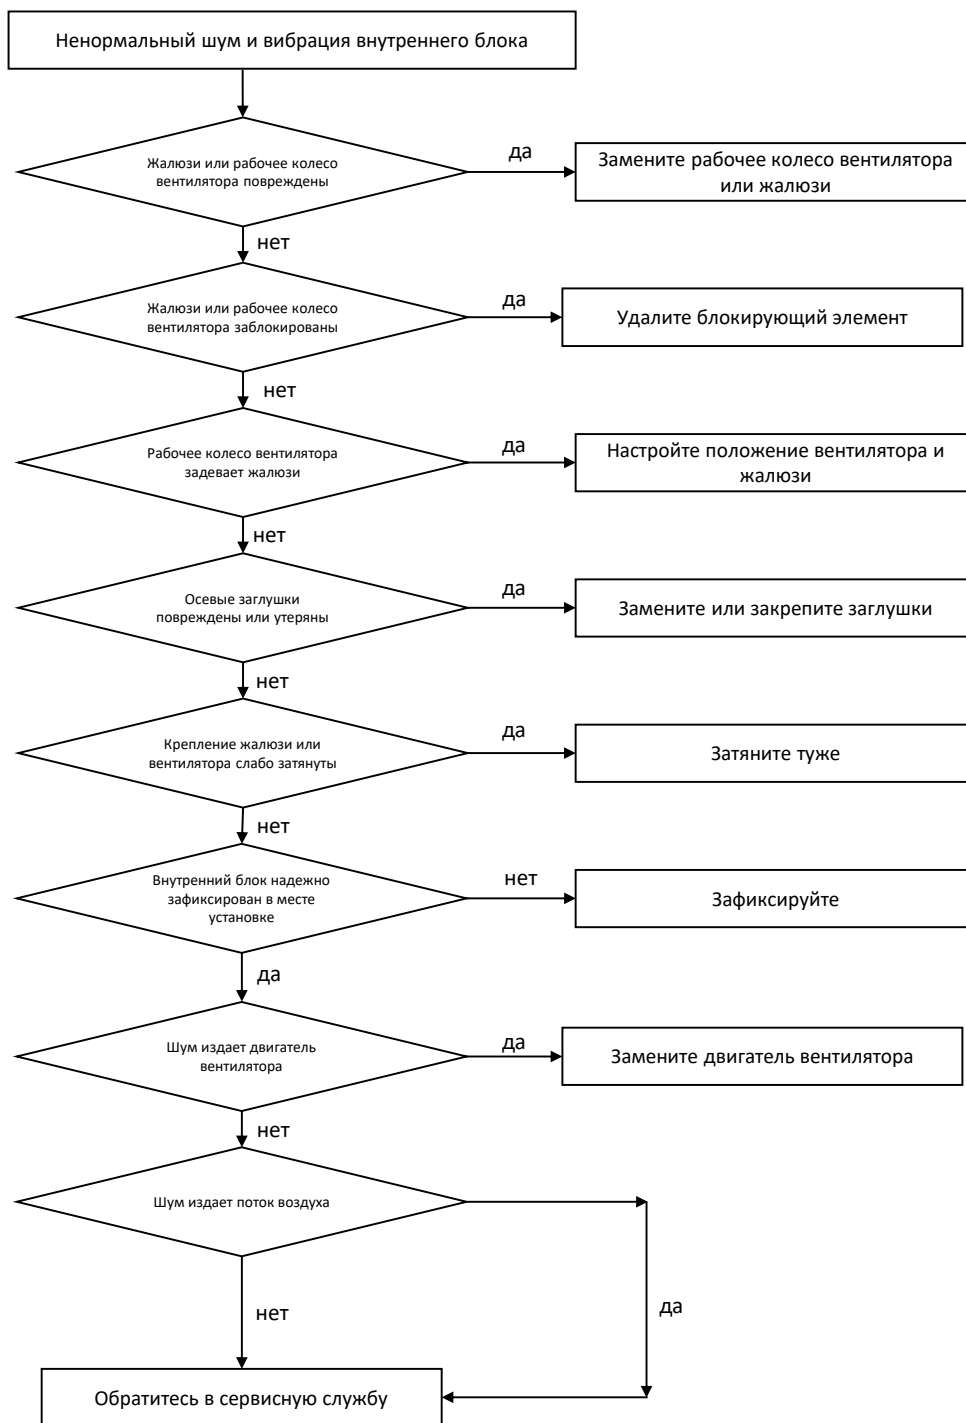 Ненормальный шум и вибрация внутреннего блока
Жалюзи или рабочее колесо
вентилятора повреждены
да
Замените рабочее колесо вентилятора
или жалюзи
нет
Жалюзи или рабочее колесо
вентилятора заблокированы
да
Удалите блокирующий элемент
нет
Рабочее колесо вентилятора
задевает жалюзи
да
Настройте положение вентилятора и
жалюзи
нет
Осевые заглушки
повреждены или утеряны
да
Замените или закрепите заглушки
нет
Крепление жалюзи или
вентилятора слабо затянуты
да
Затяните туже
нет
Внутренний блок надежно
зафиксирован в месте
установке
нет
Зафиксируйте
да
Шум издает двигатель
вентилятора
да
Замените двигатель вентилятора
нет
Шум издает поток воздуха
нет
да
Обратитесь в сервисную службу